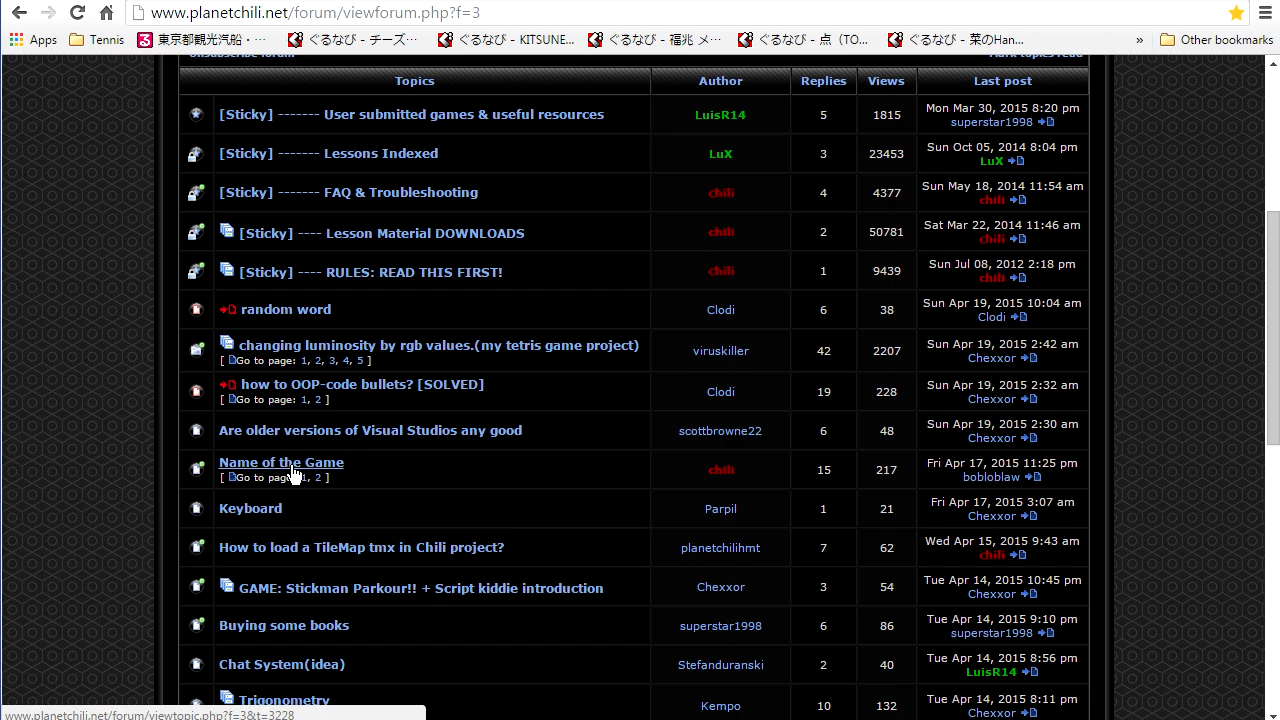 www.planetchili.net/forum/viewforum.php?f=3
Apps Tennis 東京都観光汽船・… ぐるなび - チーズ… ぐるなび - KITSUNE… ぐるなび - 福兆 メ… ぐるなび - 点（TO… ぐるなび - 菜のHan… » Other bookmarks
Unsubscribe forum Mark topics read
Topics Author Replies Views Last post
[Sticky] ------- User submitted games & useful resources LuisR14 5 1815 Mon Mar 30, 2015 8:20 pm
superstar1998
[Sticky] ------- Lessons Indexed LuX 3 23453 Sun Oct 05, 2014 8:04 pm
LuX
[Sticky] ------- FAQ & Troubleshooting chili 4 4377 Sun May 18, 2014 11:54 am
chili
[Sticky] ---- Lesson Material DOWNLOADS chili 2 50781 Sat Mar 22, 2014 11:46 am
chili
[Sticky] ---- RULES: READ THIS FIRST! chili 1 9439 Sun Jul 08, 2012 2:18 pm
chili
random word Clodi 6 38 Sun Apr 19, 2015 10:04 am
Clodi
changing luminosity by rgb values.(my tetris game project) viruskiller 42 2207 Sun Apr 19, 2015 2:42 am
[ Go to page: 1, 2, 3, 4, 5 ] Chexxor
how to OOP-code bullets? [SOLVED] Clodi 19 228 Sun Apr 19, 2015 2:32 am
[ Go to page: 1, 2 ] Chexxor
Are older versions of Visual Studios any good scottbrowne22 6 48 Sun Apr 19, 2015 2:30 am
Chexxor
Name of the Game chili 15 217 Fri Apr 17, 2015 11:25 pm
[ Go to page: 1, 2 ] bobloblaw
Keyboard Parpil 1 21 Fri Apr 17, 2015 3:07 am
Chexxor
How to load a TileMap tmx in Chili project? planetchilihmt 7 62 Wed Apr 15, 2015 9:43 am
chili
GAME: Stickman Parkour!! + Script kiddie introduction Chexxor 3 54 Tue Apr 14, 2015 10:45 pm
Chexxor
Buying some books superstar1998 6 86 Tue Apr 14, 2015 9:10 pm
superstar1998
Chat System(idea) Stefanduranski 2 40 Tue Apr 14, 2015 8:56 pm
LuisR14
Trigonometry Kempo 10 132 Tue Apr 14, 2015 8:11 pm
Chexxor
www.planetchili.net/forum/viewtopic.php?f=3&t=3228